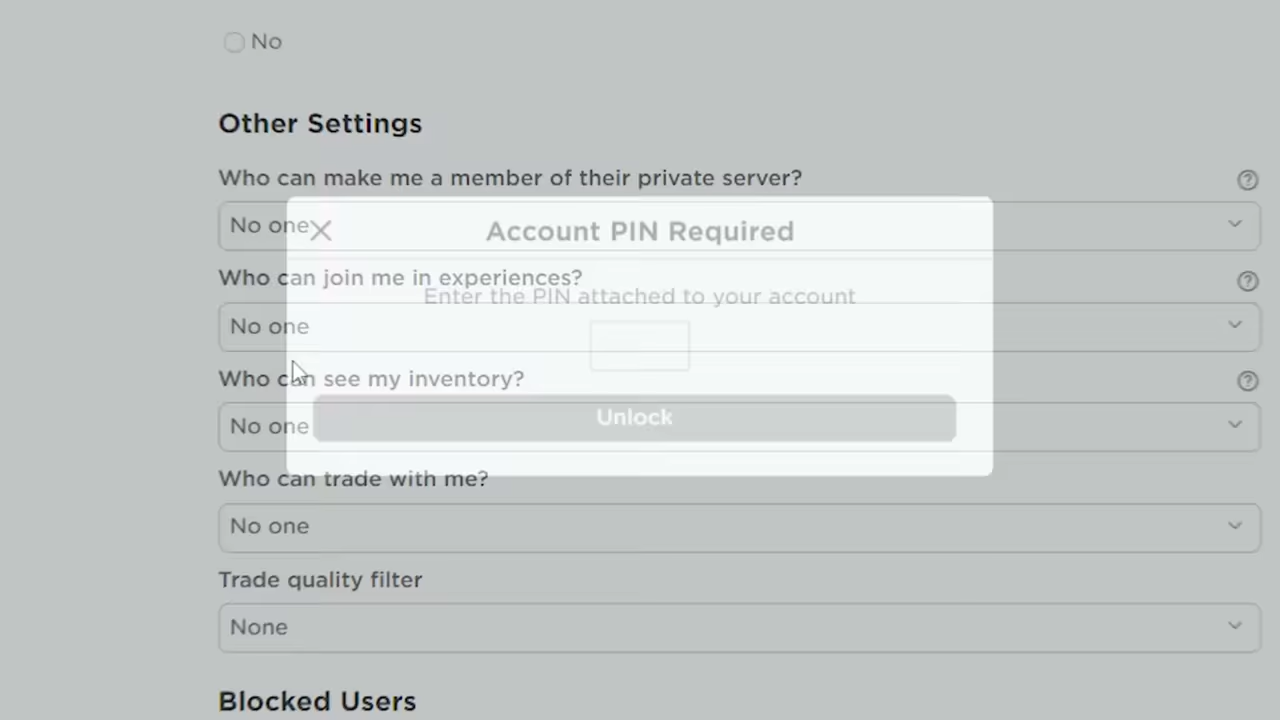 No
Other Settings
Who can make me a member of their private server?
No one
Account PIN Required
Who can join me in experiences?
Enter the PIN attached to your account
No one
Who can see my inventory?
No one
Unlock
Who can trade with me?
No one
Trade quality filter
None
Blocked Users